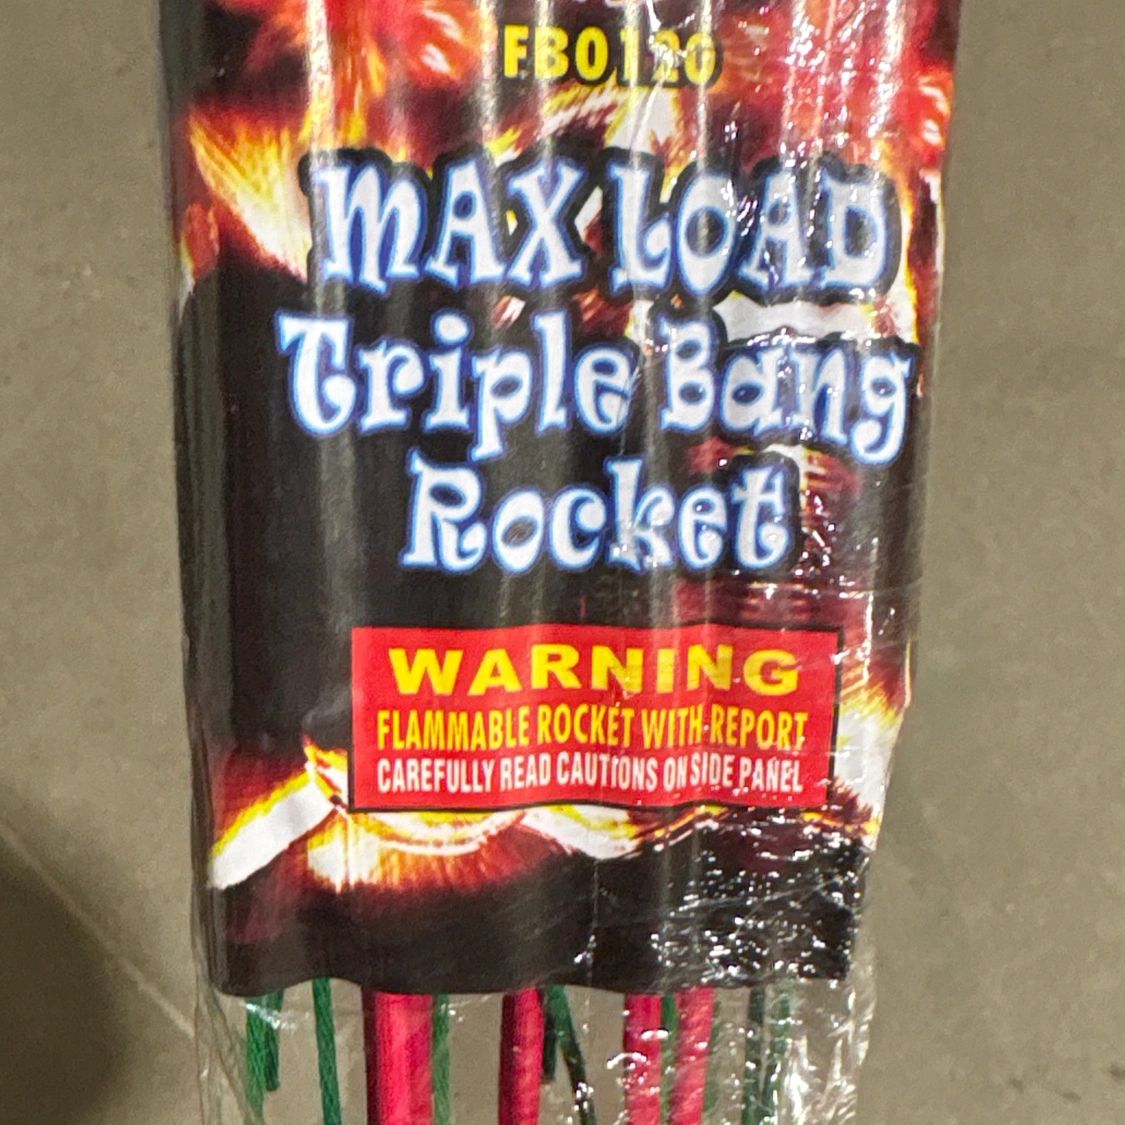 FB0120
MAX LOAD
Triple Bang
Rocket
WARNING
FLAMMABLE ROCKET WITH REPORT
CAREFULLY READ CAUTIONS ON SIDE PANEL